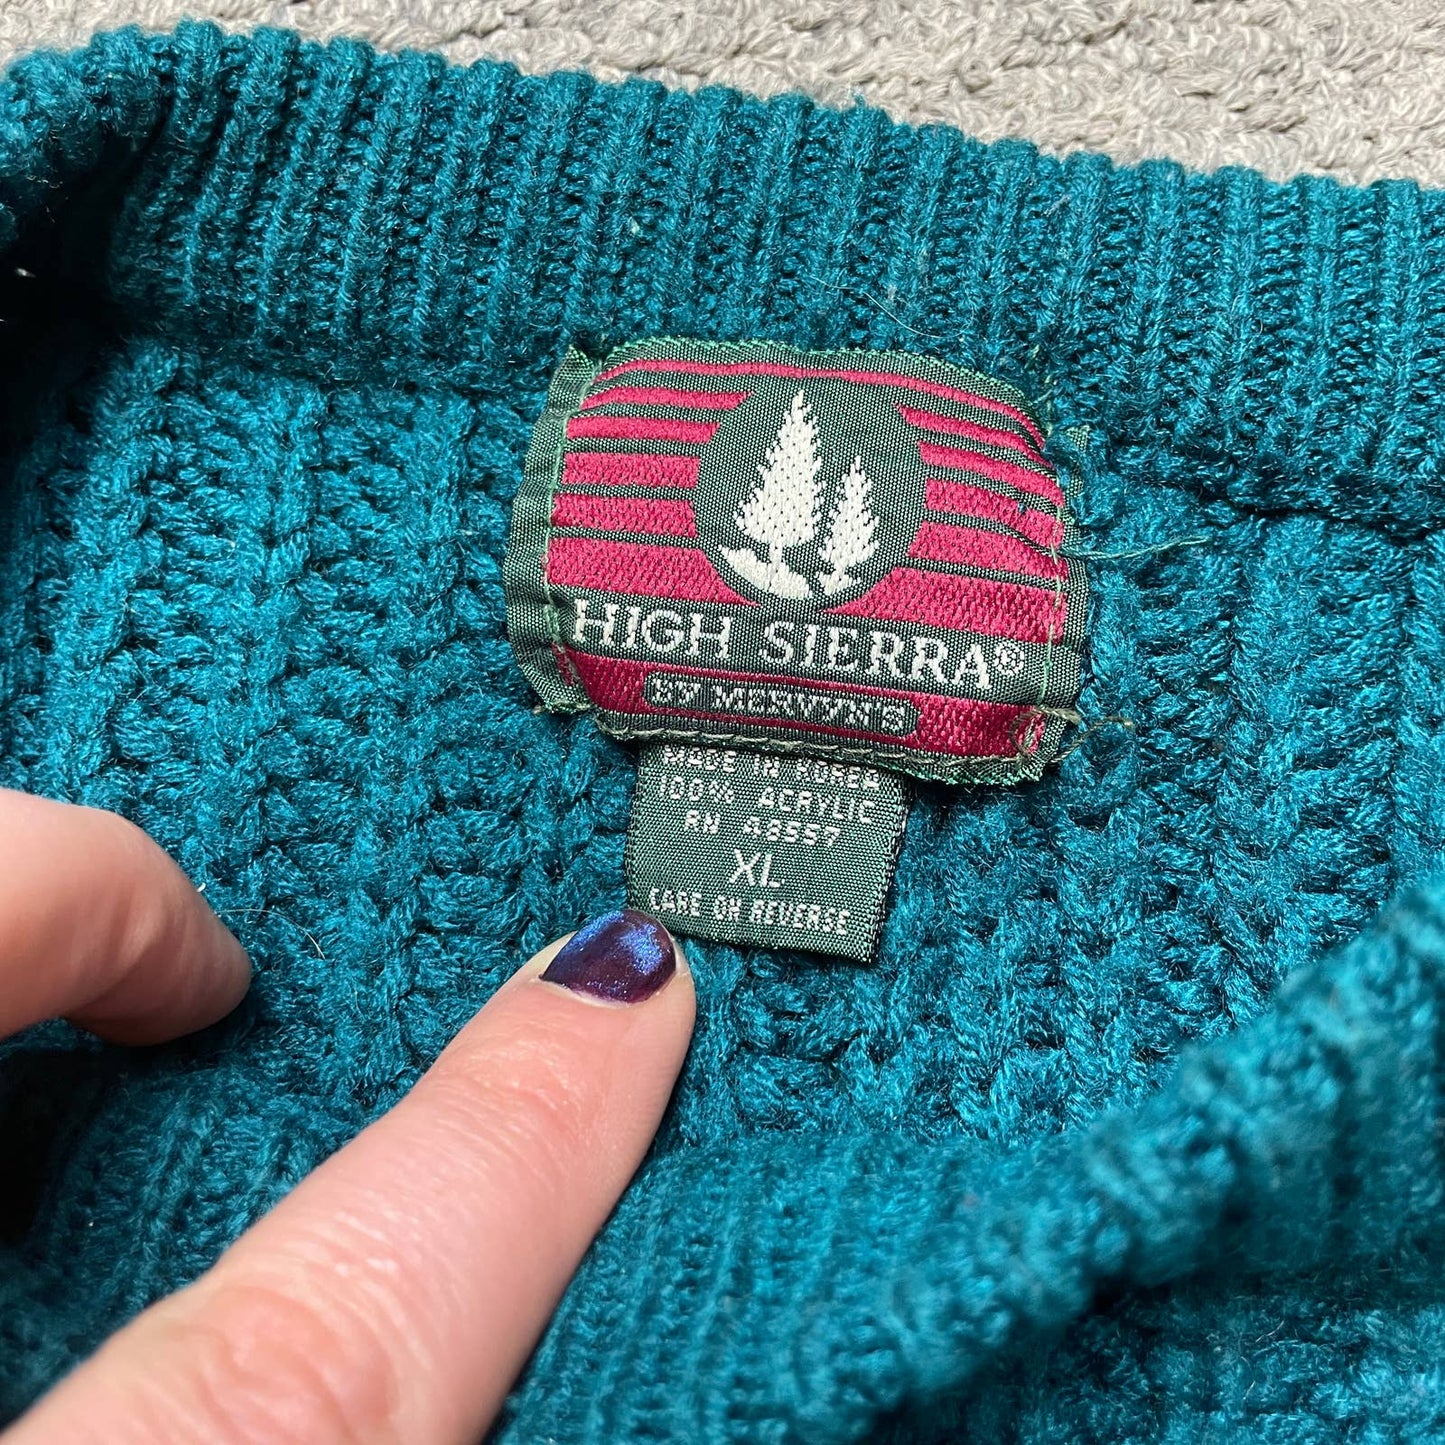 HIGH SIERRA®
BY MERVYN'S
MADE IN KOREA
100% ACRYLIC
RN 48557
XL
CARE ON REVERSE